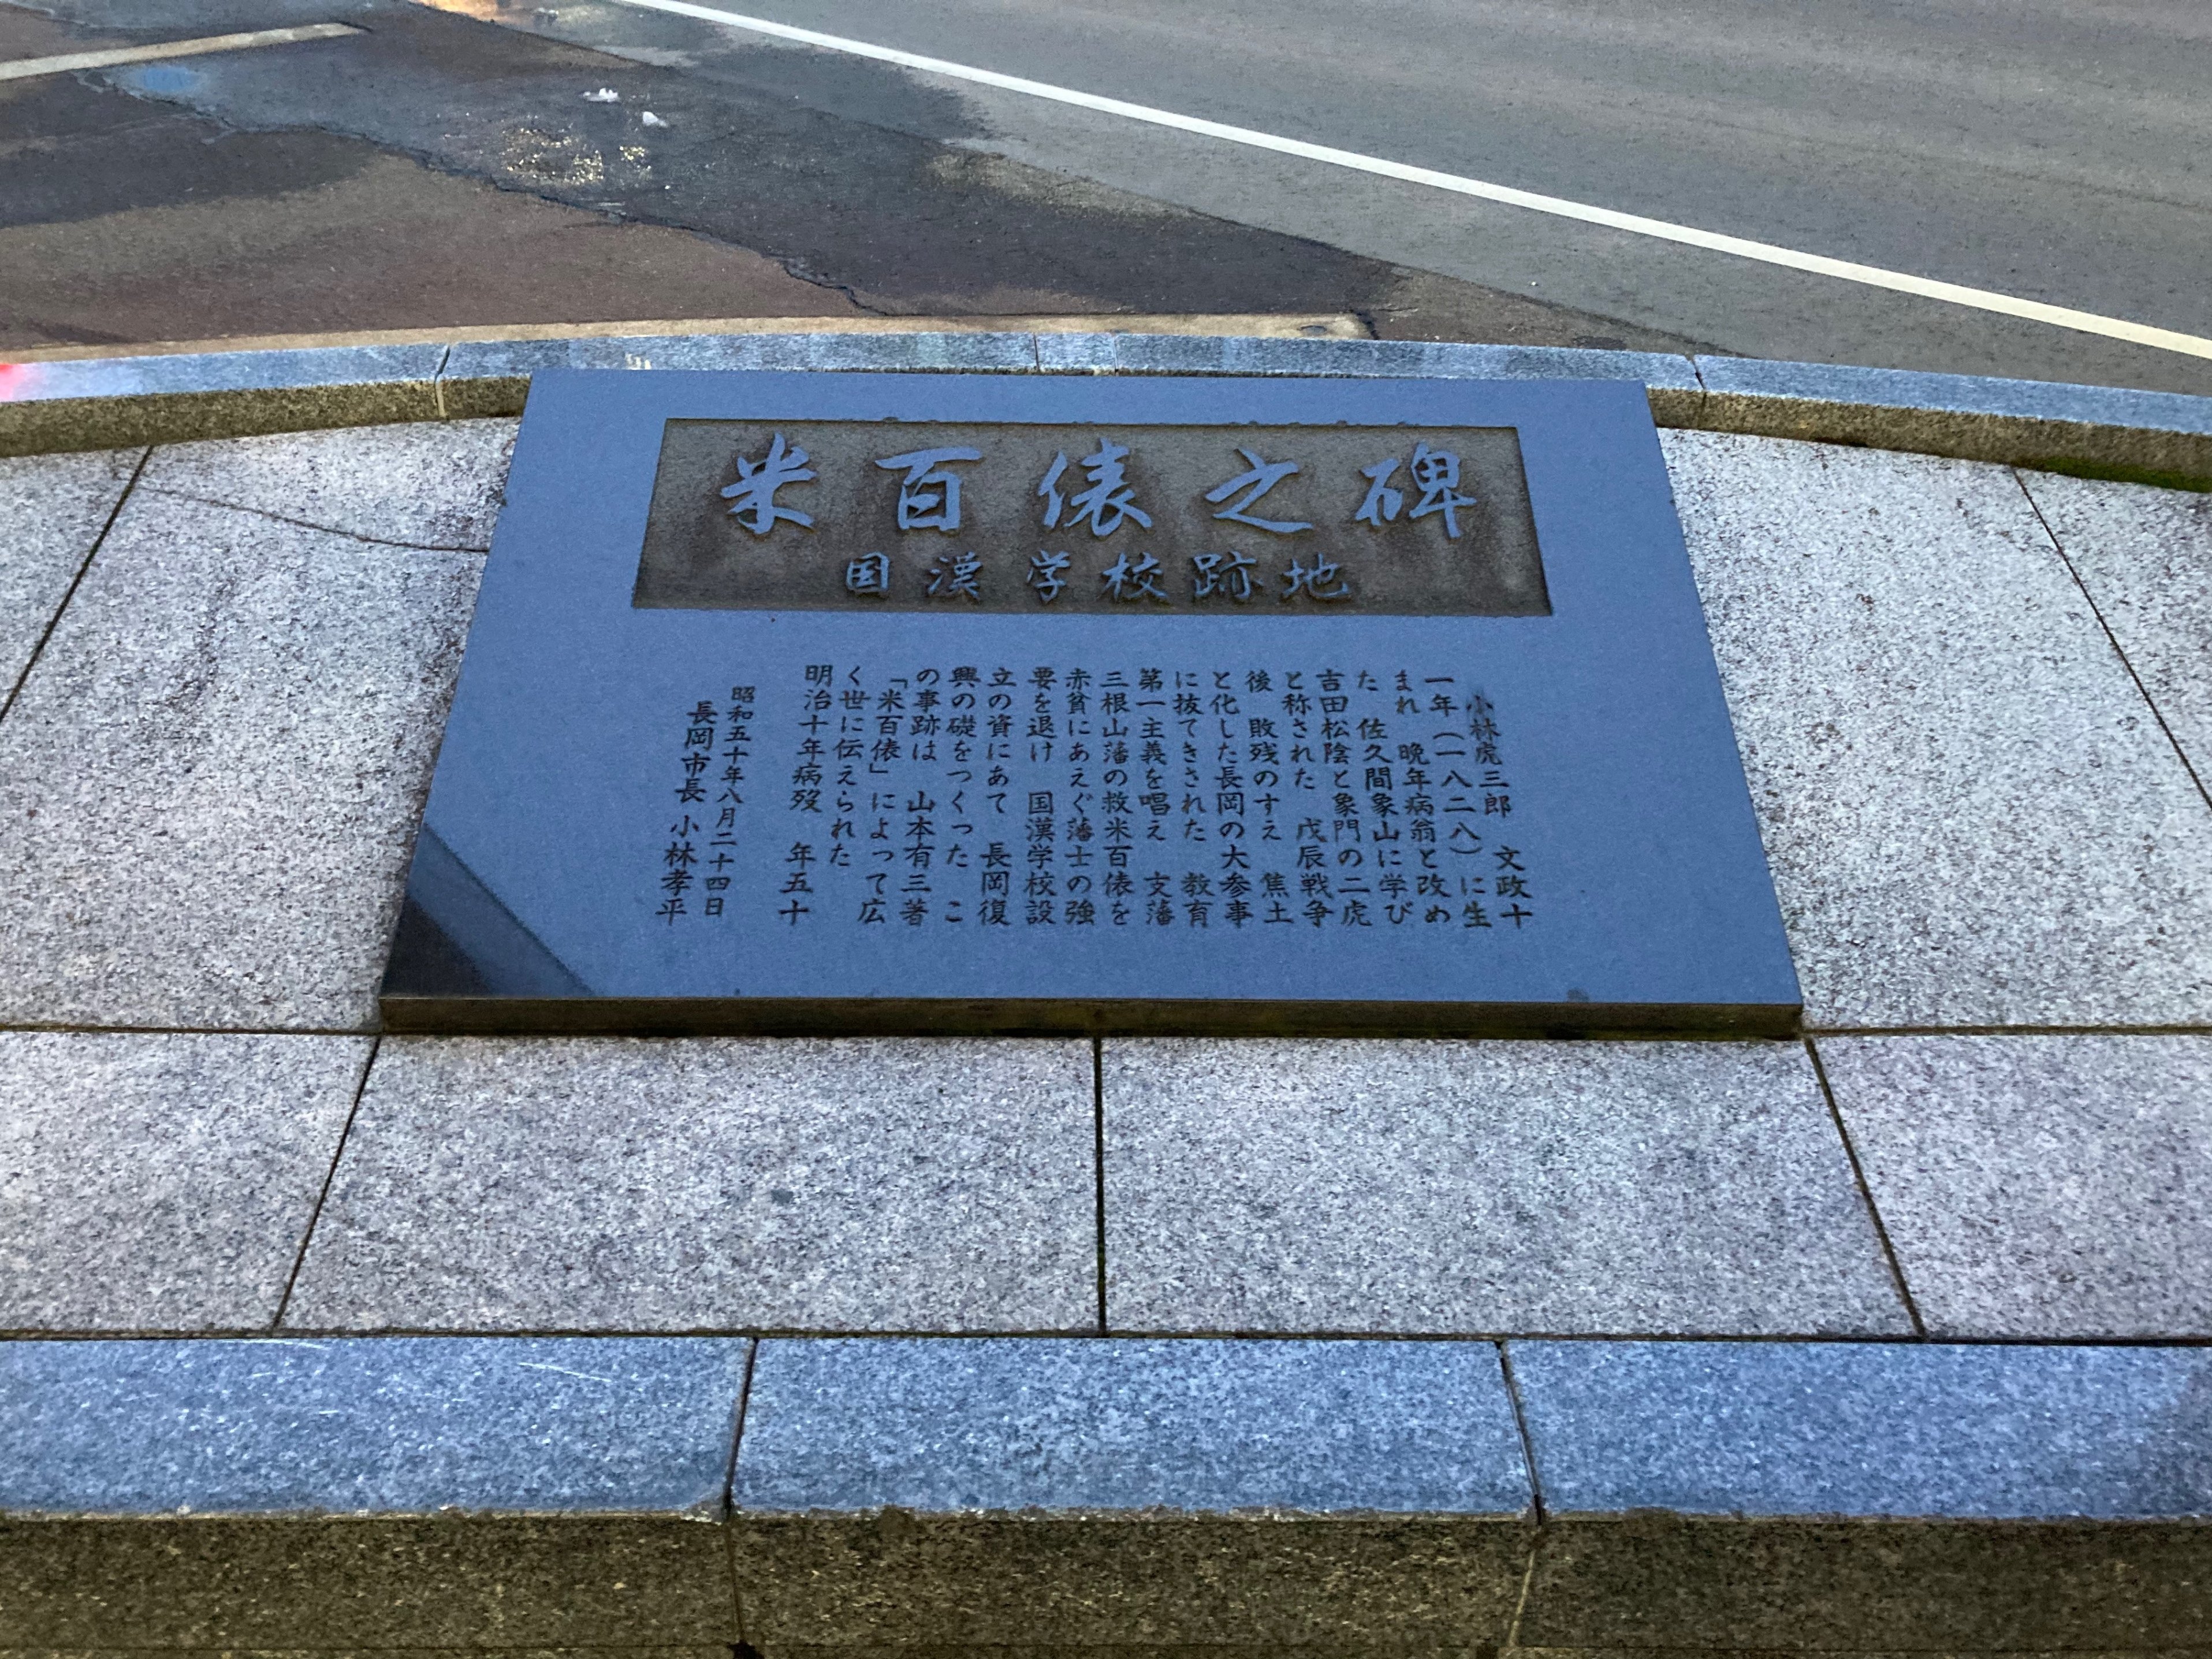 米百俵之碑
国漢学校跡地
小林虎三郎　文政十
一年（一八二八）に生
まれ　晩年病翁と改め
た　佐久間象山に学び
吉田松陰と象門の二虎
と称された　戊辰戦争
後　敗残のすえ　焦土
と化した長岡の大参事
に抜てきされた　教育
第一主義を唱え　支藩
三根山藩の救米百俵を
赤貧にあえぐ藩士の強
要を退け　国漢学校設
立の資にあて　長岡復
興の礎をつくった　こ
の事跡は　山本有三著
「米百俵」によって広
く世に伝えられた
明治十年病歿　年五十
昭和五十年八月二十四日
長岡市長　小林孝平